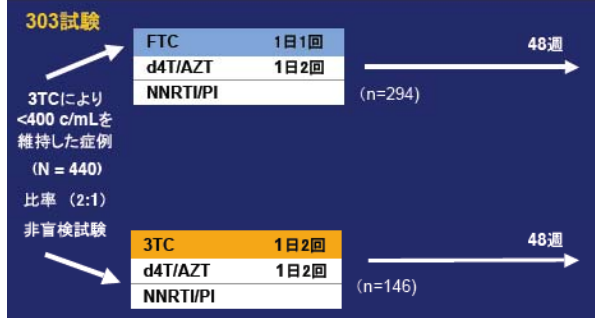 303試験
FTC 1日1回
d4T/AZT 1日2回
NNRTI/PI
48週
(n=294)
3TCにより
<400 c/mLを
維持した症例
(N = 440)
比率 (2:1)
非盲検試験
3TC 1日2回
d4T/AZT 1日2回
NNRTI/PI
48週
(n=146)